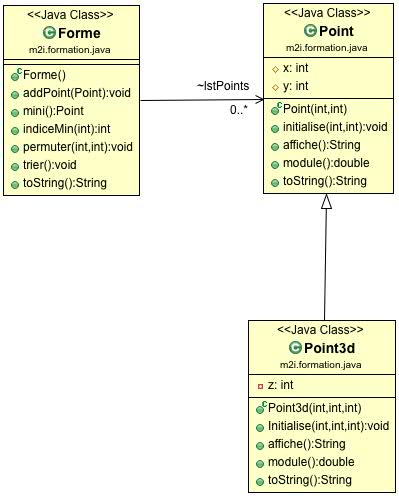 <<Java Class>>
Forme
m2i.formation.java
Forme()
addPoint(Point):void
mini():Point
indiceMin(int):int
permuter(int,int):void
trier():void
toString():String
~lstPoints
0..*
<<Java Class>>
Point
m2i.formation.java
x: int
y: int
Point(int,int)
initialise(int,int):void
affiche():String
module():double
toString():String
<<Java Class>>
Point3d
m2i.formation.java
z: int
Point3d(int,int,int)
Initialise(int,int,int):void
affiche():String
module():double
toString():String